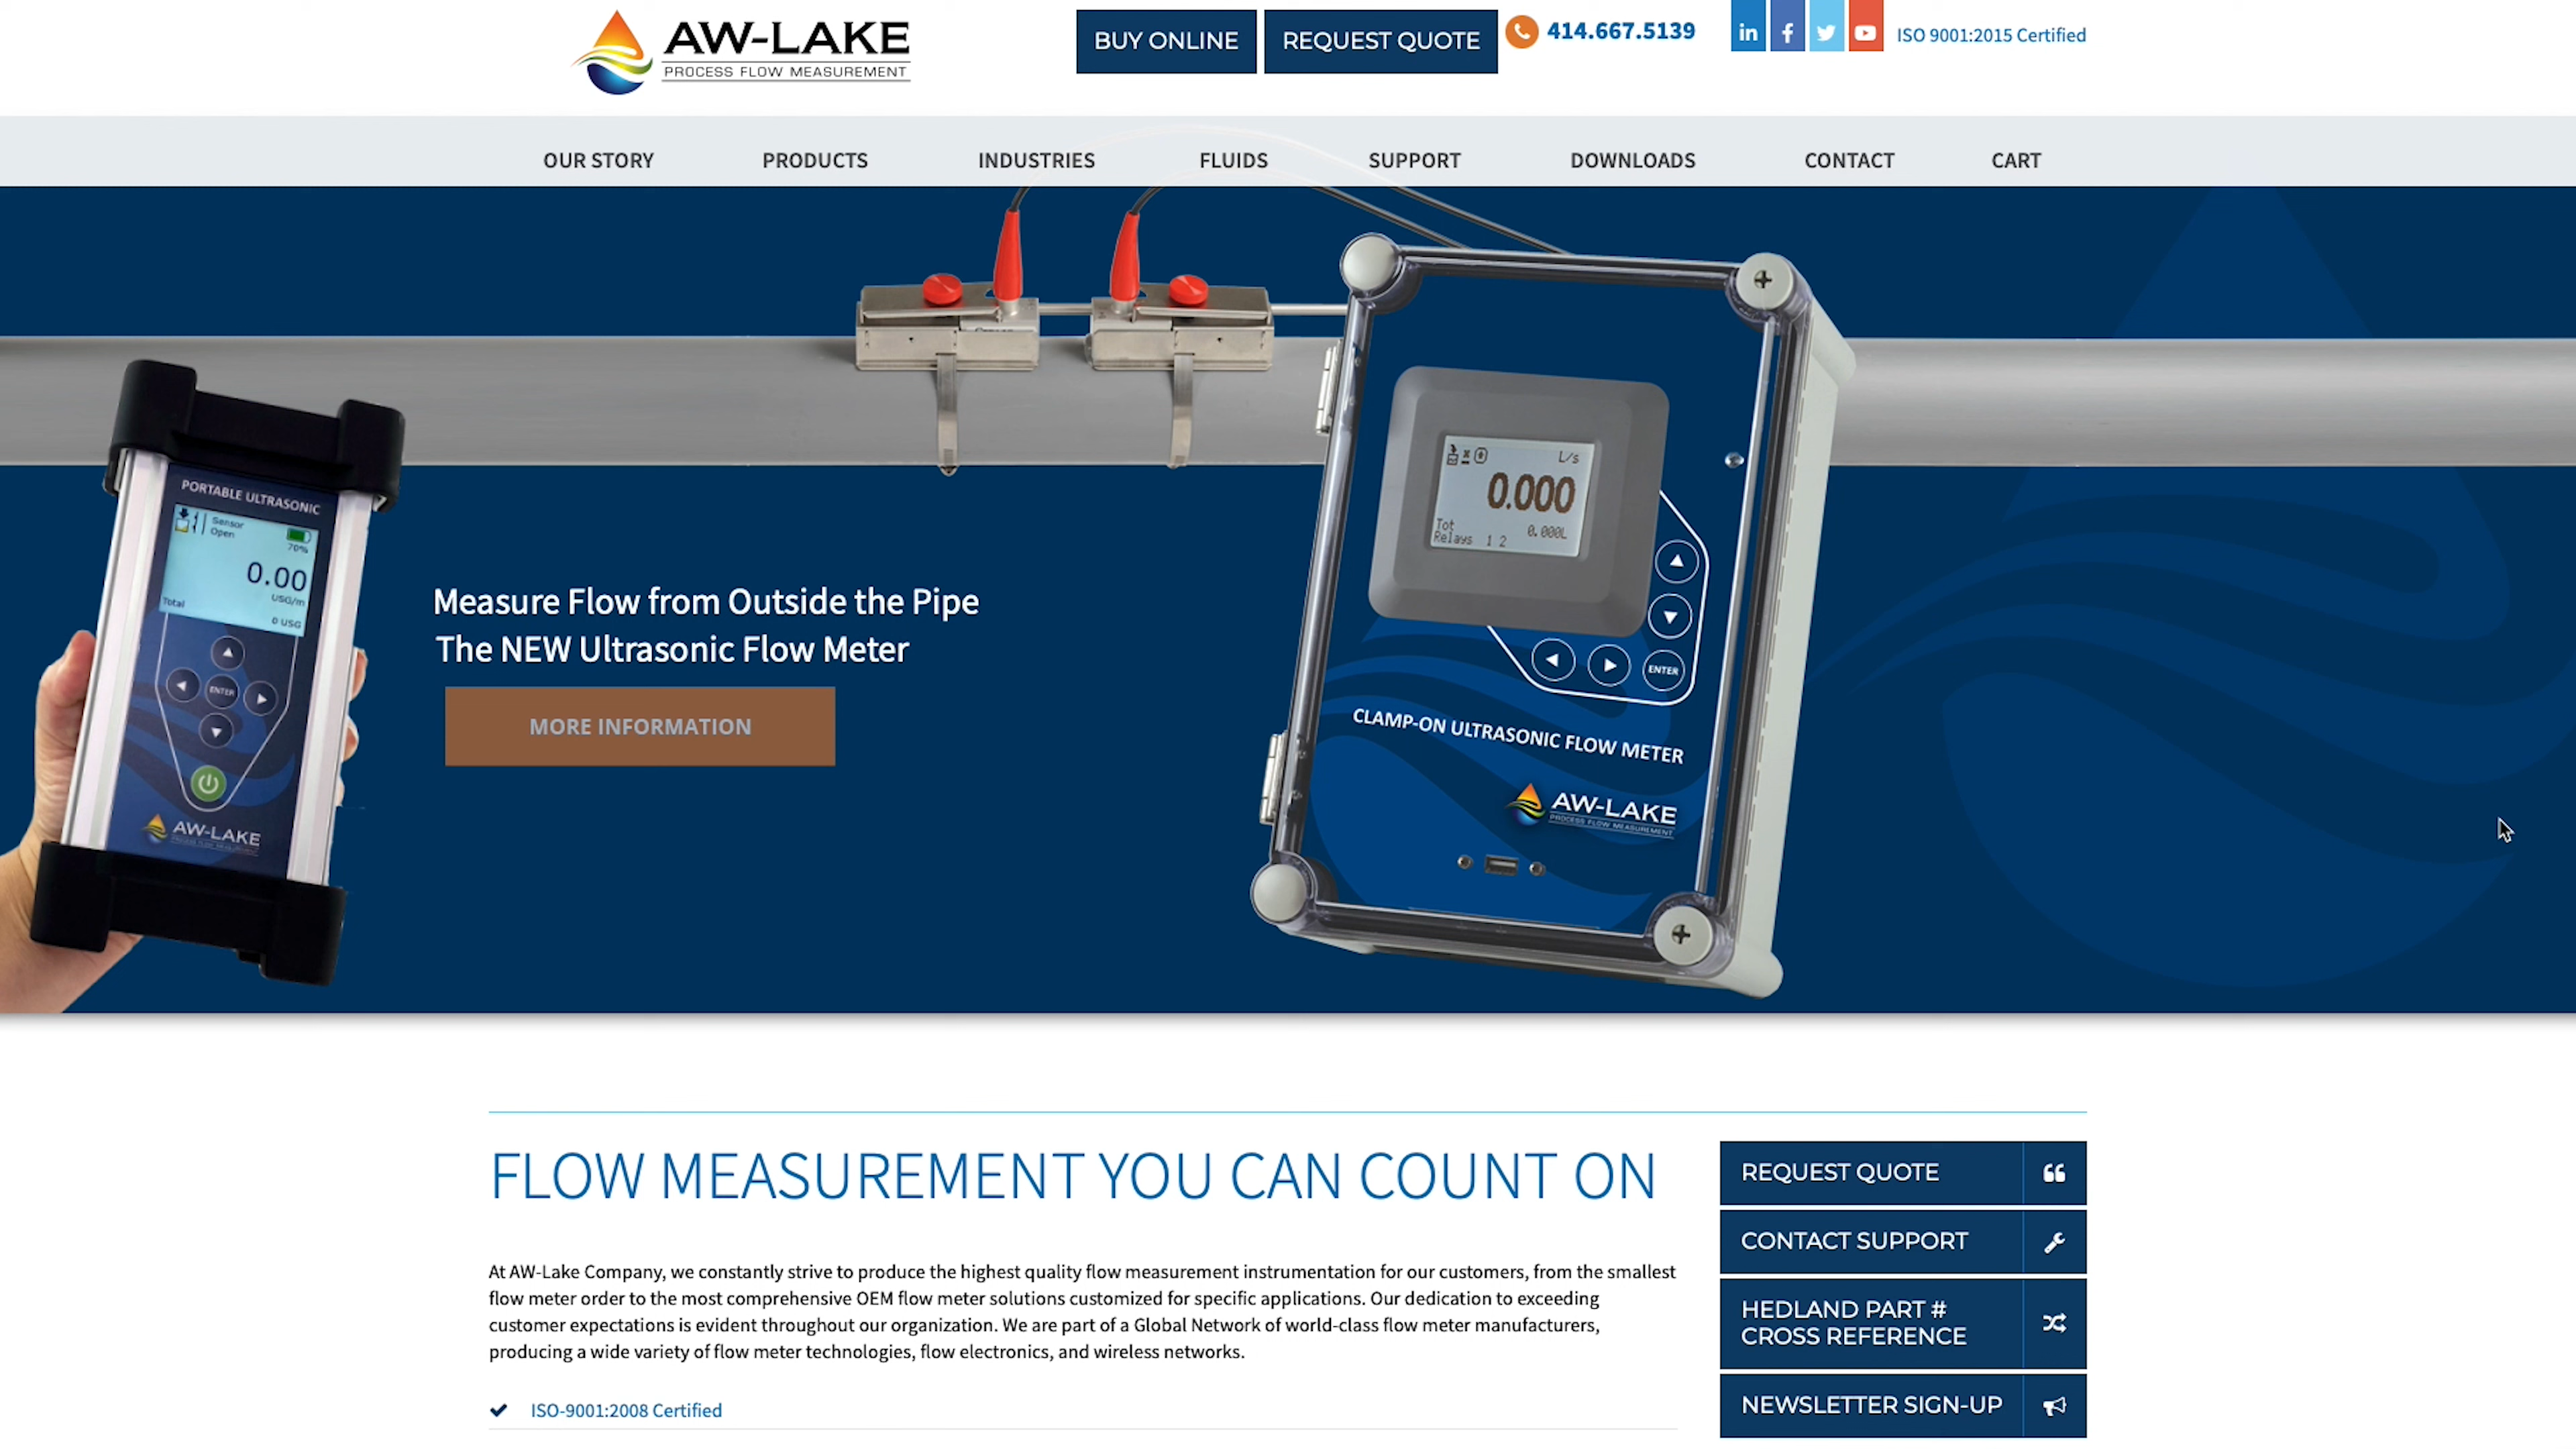 AW-LAKE
PROCESS FLOW MEASUREMENT
BUY ONLINE
REQUEST QUOTE
414.667.5139
in
f
ISO 9001:2015 Certified
OUR STORY
PRODUCTS
INDUSTRIES
FLUIDS
SUPPORT
DOWNLOADS
CONTACT
CART
PORTABLE ULTRASONIC
Sensor
Open
70%
0.00
USG/m
Total
0 USG
ENTER
AW-LAKE
PROCESS FLOW MEASUREMENT
Measure Flow from Outside the Pipe
The NEW Ultrasonic Flow Meter
MORE INFORMATION
L/s
0.000
Tot
0.000L
Relays 1 2
ENTER
CLAMP-ON ULTRASONIC FLOW METER
AW-LAKE
PROCESS FLOW MEASUREMENT
FLOW MEASUREMENT YOU CAN COUNT ON
At AW-Lake Company, we constantly strive to produce the highest quality flow measurement instrumentation for our customers, from the smallest
flow meter order to the most comprehensive OEM flow meter solutions customized for specific applications. Our dedication to exceeding
customer expectations is evident throughout our organization. We are part of a Global Network of world-class flow meter manufacturers,
producing a wide variety of flow meter technologies, flow electronics, and wireless networks.
ISO-9001:2008 Certified
REQUEST QUOTE
CONTACT SUPPORT
HEDLAND PART #
CROSS REFERENCE
NEWSLETTER SIGN-UP